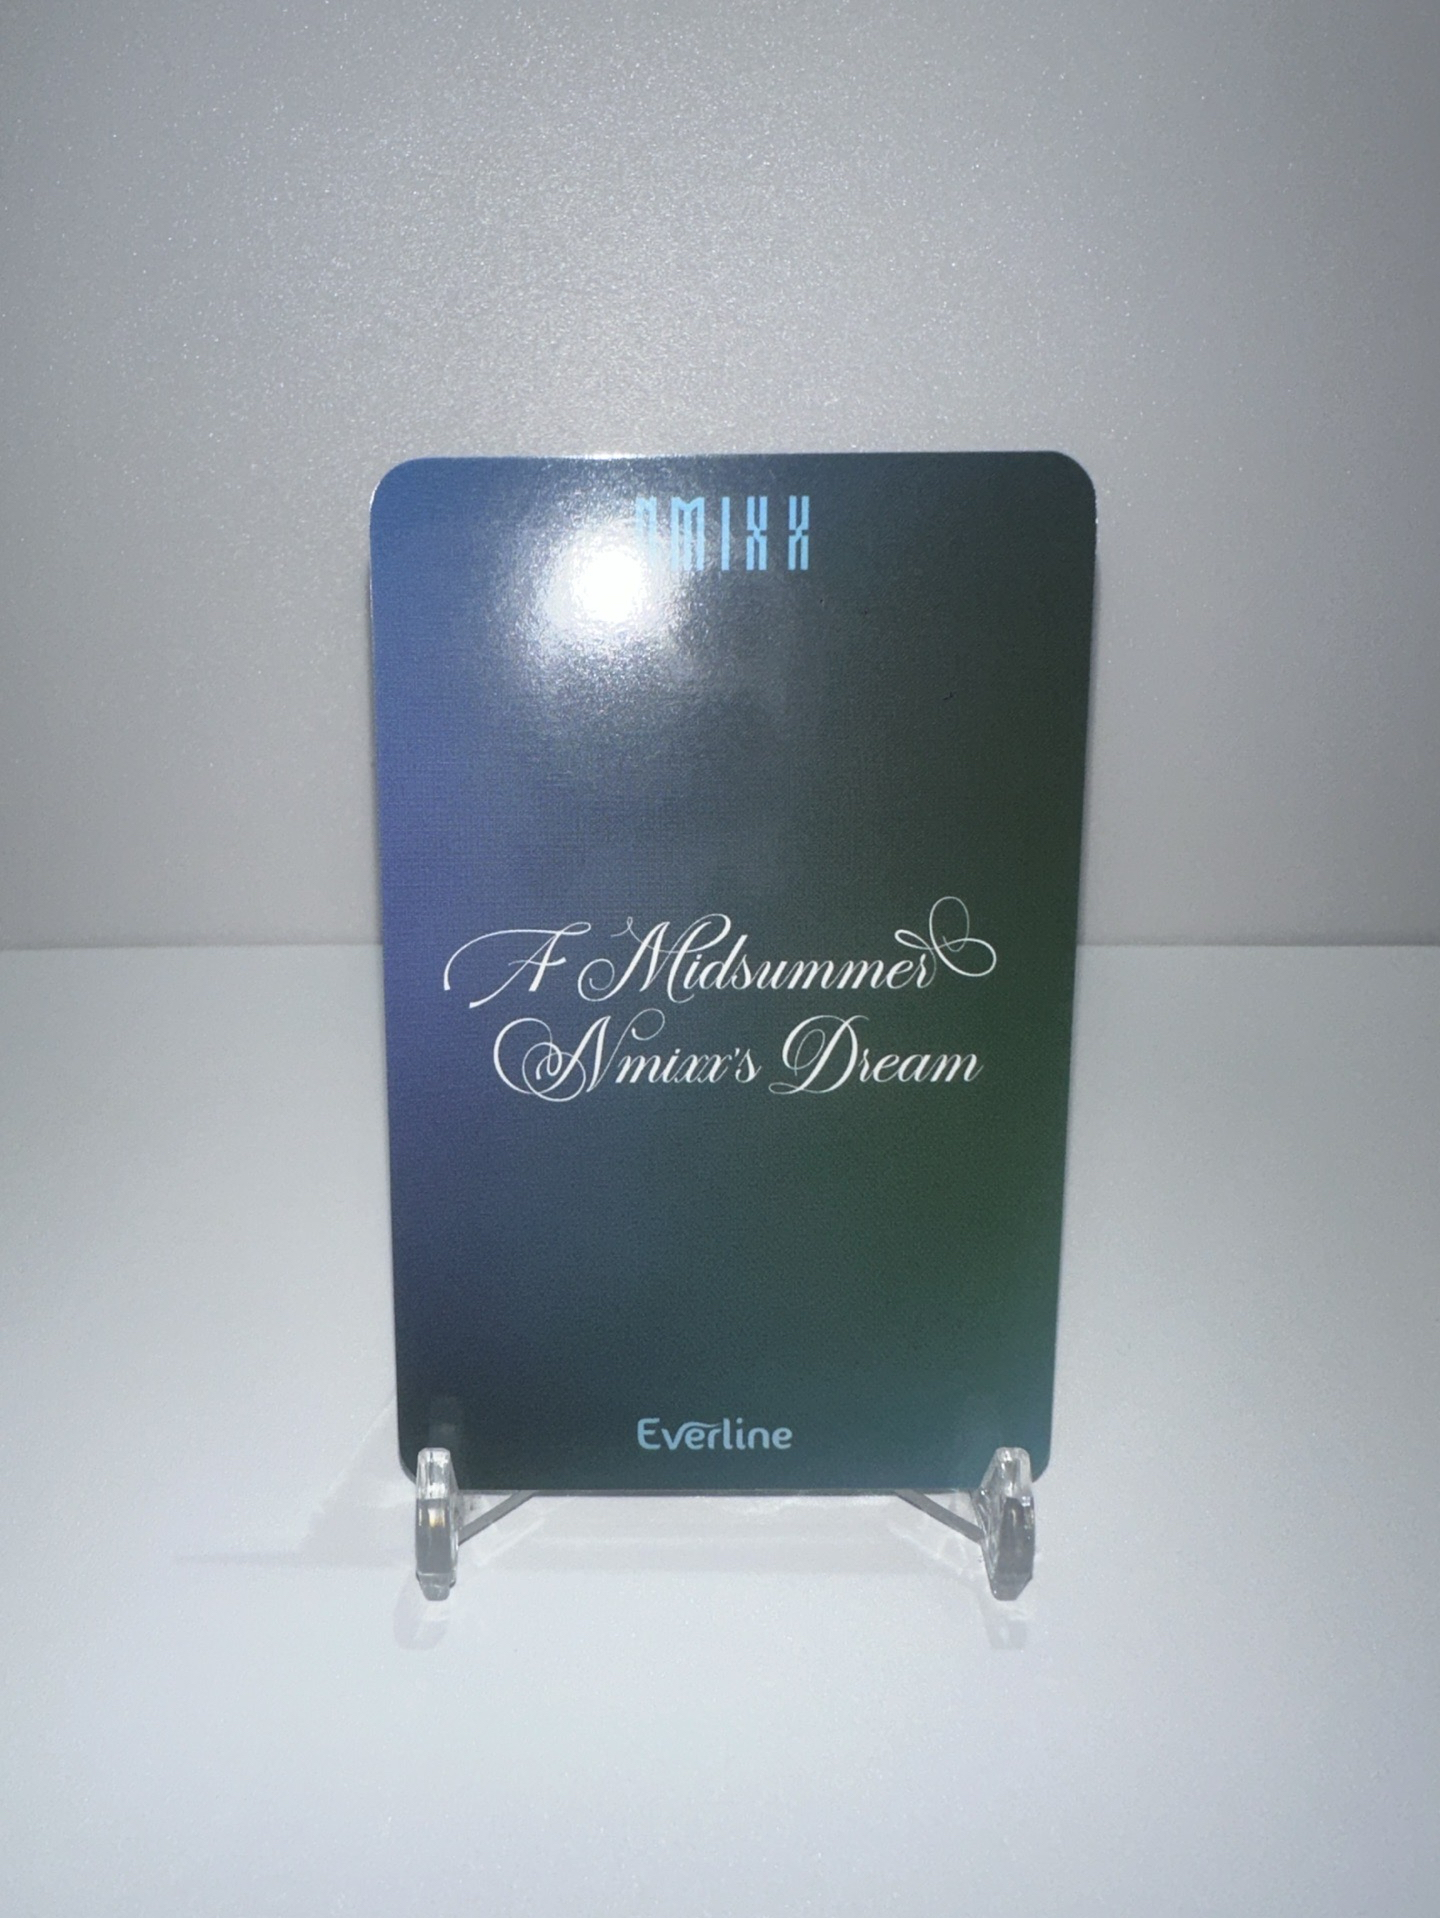 NMIXX
A Midsummer
Nmixx's Dream
Everline